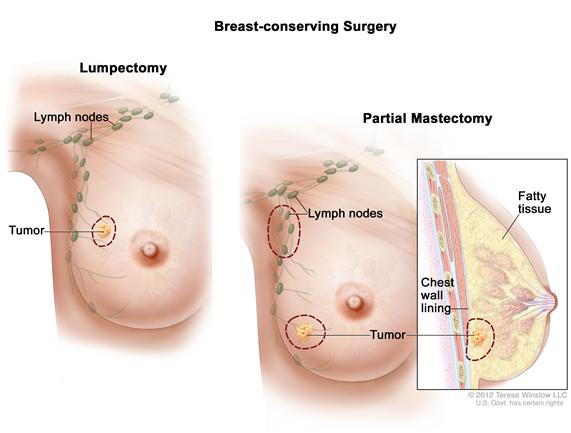 Breast-conserving Surgery
Lumpectomy
Lymph nodes
Tumor
Partial Mastectomy
Lymph nodes
Tumor
Fatty
tissue
Chest
wall
lining
© 2012 Terese Winslow LLC
U.S. Govt. has certain rights